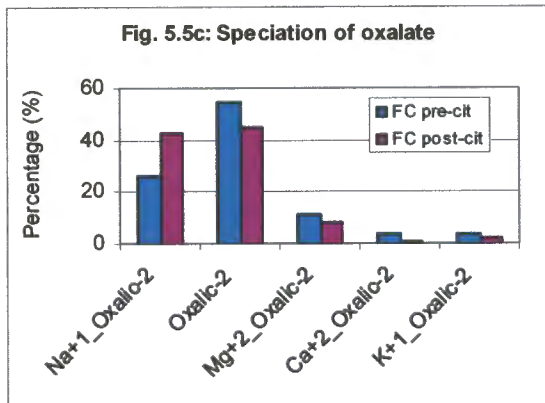 Fig. 5.5c: Speciation of oxalate
Percentage (%)
60
40
20
0
FC pre-cit
FC post-cit
Na+1_Oxalic-2
Oxalic-2
Mg+2_Oxalic-2
Ca+2_Oxalic-2
K+1_Oxalic-2